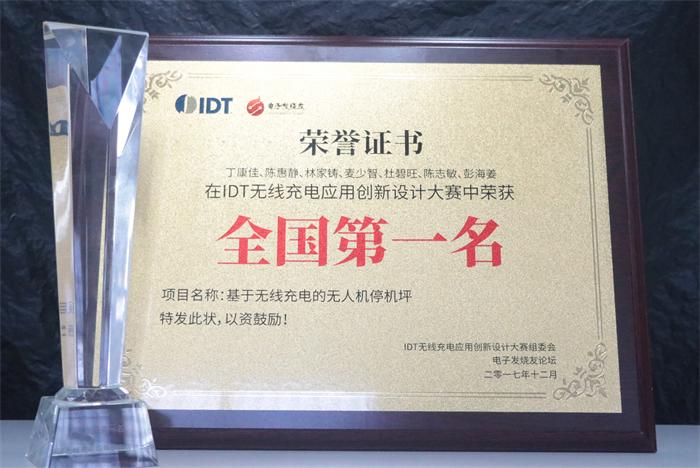 IDT 电子发烧友
荣誉证书
丁康佳、陈惠静、林家铸、麦少智、杜碧旺、陈志敏、彭海姜
在IDT无线充电应用创新设计大赛中荣获
全国第一名
项目名称：基于无线充电的无人机停机坪
特发此状，以资鼓励！
IDT无线充电应用创新设计大赛组委会
电子发烧友论坛
二零一七年十二月